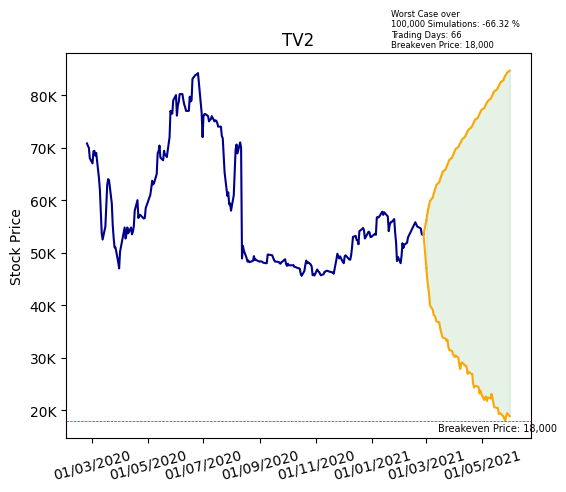 Worst Case over
100,000 Simulations: -66.32 %
Trading Days: 66
Breakeven Price: 18,000
TV2
Stock Price
80K
70K
60K
50K
40K
30K
20K
Breakeven Price: 18,000
01/03/2020
01/05/2020
01/07/2020
01/09/2020
01/11/2020
01/01/2021
01/03/2021
01/05/2021